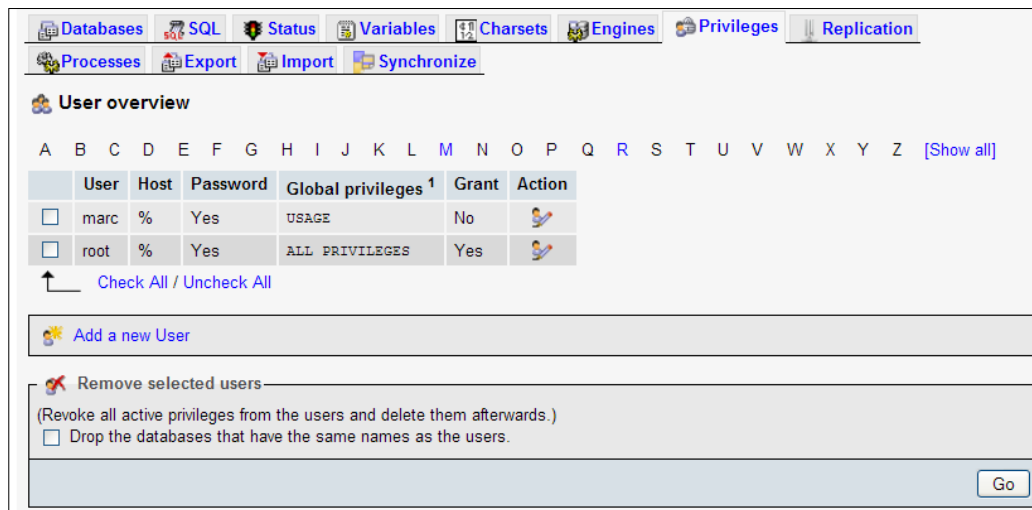 Databases SQL Status Variables Charsets Engines Privileges Replication
Processes Export Import Synchronize
User overview
A B C D E F G H I J K L M N O P Q R S T U V W X Y Z [Show all]
User Host Password Global privileges 1 Grant Action
marc % Yes USAGE No
root % Yes ALL PRIVILEGES Yes
Check All / Uncheck All
Add a new User
Remove selected users
(Revoke all active privileges from the users and delete them afterwards.)
Drop the databases that have the same names as the users.
Go